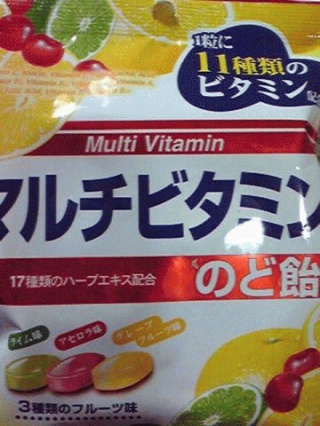 1粒に
11種類の
ビタミン配合
Multi Vitamin
マルチビタミン
17種類のハーブエキス配合
のど飴
ライム味
アセロラ味
グレープ
フルーツ味
3種類のフルーツ味